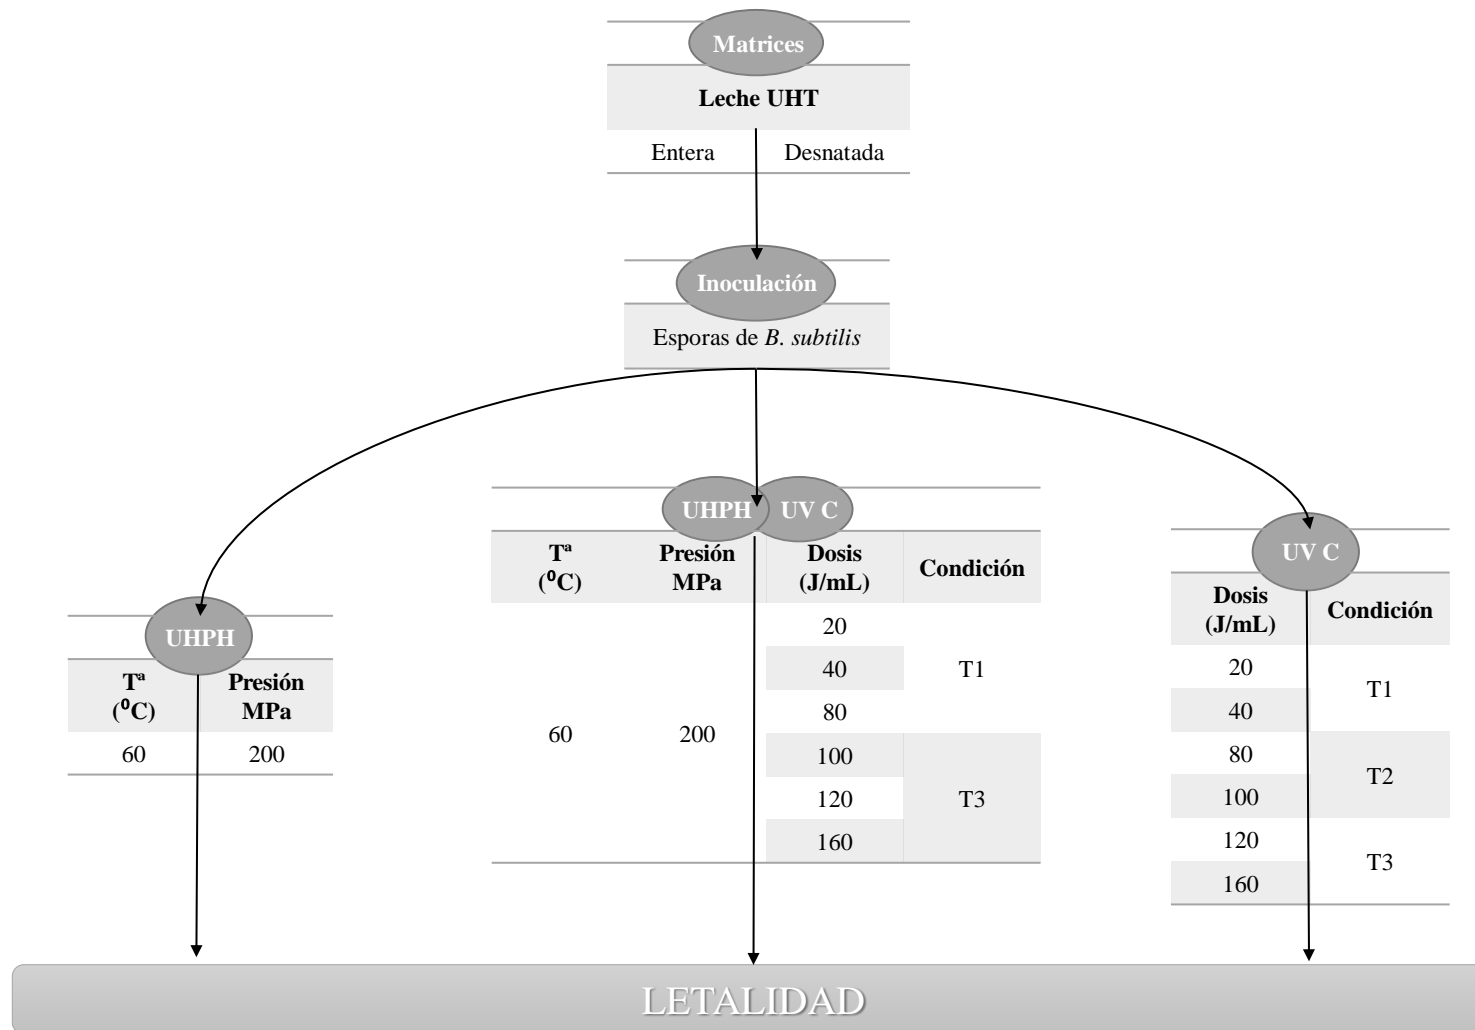 Matrices
Leche UHT
Entera Desnatada
Inoculación
Esporas de B. subtilis
UHPH
Tª Presión
(⁰C) MPa
60 200
UHPH UV C
Tª Presión Dosis Condición
(⁰C) MPa (J/mL)
20
40 T1
80
60 200
100
120 T3
160
UV C
Dosis Condición
(J/mL)
20
T1
40
80
T2
100
120
T3
160
LETALIDAD